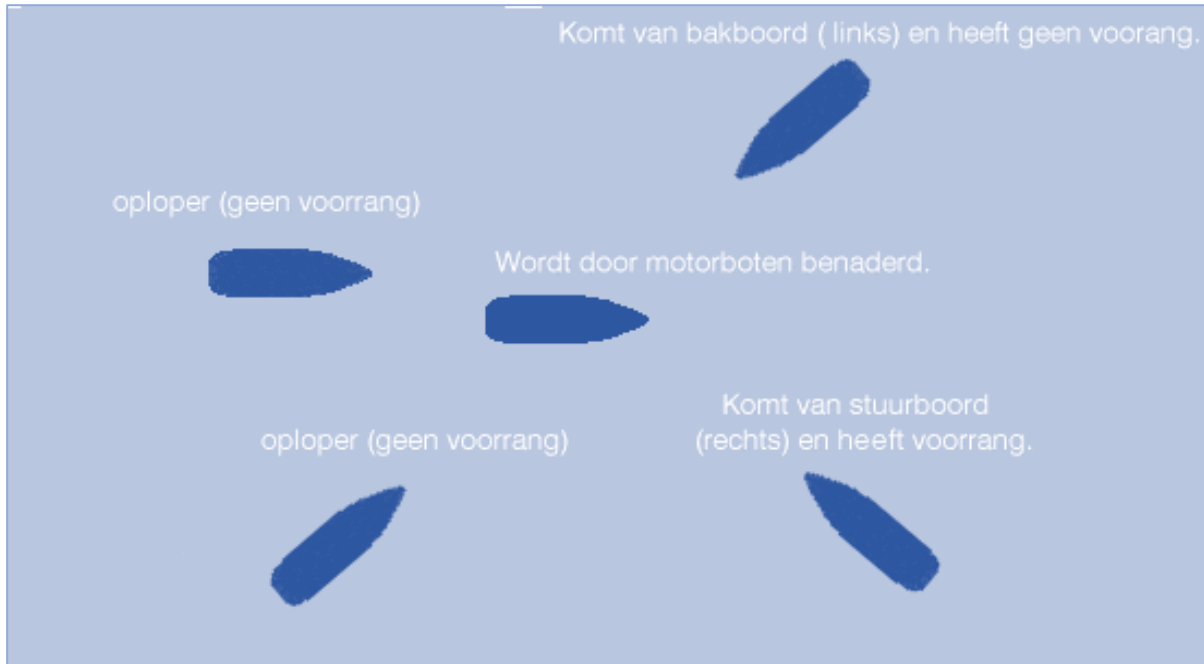 Komt van bakboord ( links) en heeft geen voorang.
oploper (geen voorrang)
Wordt door motorboten benaderd.
Komt van stuurboord
(rechts) en heeft voorrang.
oploper (geen voorrang)